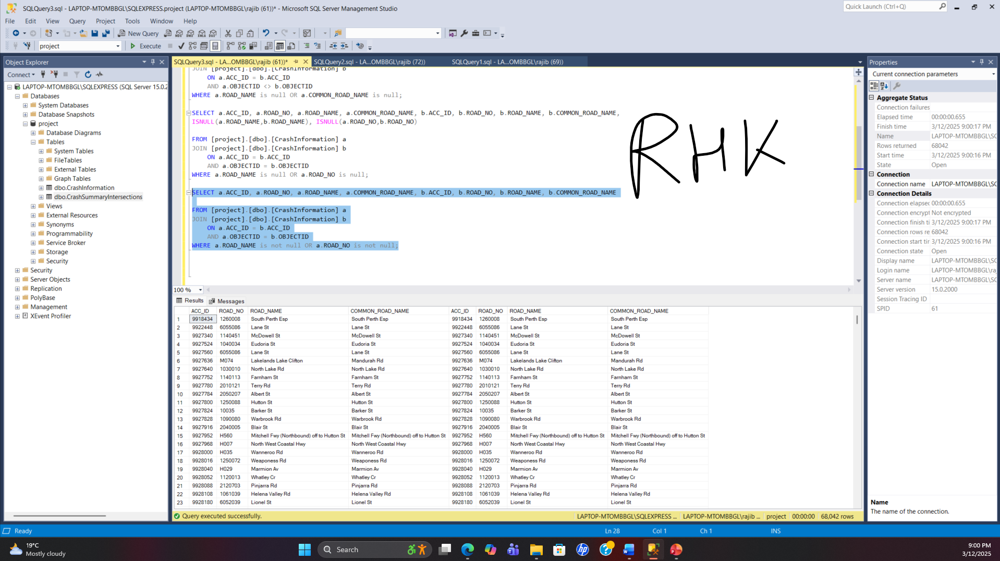 SQLQuery3.sql - LAPTOP-MTOMBBGL\SQLEXPRESS.project (LAPTOP-MTOMBBGL\rajib (61))* - Microsoft SQL Server Management Studio
Quick Launch (Ctrl+Q)
File Edit View Query Project Tools Window Help
New Query
project Execute
Object Explorer
Connect
LAPTOP-MTOMBBGL\SQLEXPRESS (SQL Server 15.0.2
Databases
System Databases
Database Snapshots
project
Database Diagrams
Tables
System Tables
FileTables
External Tables
Graph Tables
dbo.CrashInformation
dbo.CrashSummaryIntersections
Views
External Resources
Synonyms
Programmability
Service Broker
Storage
Security
Security
Server Objects
Replication
PolyBase
Management
XEvent Profiler
SQLQuery3.sql - LA...OMBBGL\rajib (61))* SQLQuery2.sql - LA...OMBBGL\rajib (72)) SQLQuery1.sql - LA...OMBBGL\rajib (69))
JOIN [project].[dbo].[CrashInformation] b
ON a.ACC_ID = b.ACC_ID
AND a.OBJECTID <> b.OBJECTID
WHERE a.ROAD_NAME is null OR a.COMMON_ROAD_NAME is null;
SELECT a.ACC_ID, a.ROAD_NO, a.ROAD_NAME, a.COMMON_ROAD_NAME, b.ACC_ID, b.ROAD_NO, b.ROAD_NAME, b.COMMON_ROAD_NAME,
ISNULL(a.ROAD_NAME,b.ROAD_NAME), ISNULL(a.ROAD_NO,b.ROAD_NO)
FROM [project].[dbo].[CrashInformation] a
JOIN [project].[dbo].[CrashInformation] b
ON a.ACC_ID = b.ACC_ID
AND a.OBJECTID = b.OBJECTID
WHERE a.ROAD_NAME is null OR a.ROAD_NO is null;
SELECT a.ACC_ID, a.ROAD_NO, a.ROAD_NAME, a.COMMON_ROAD_NAME, b.ACC_ID, b.ROAD_NO, b.ROAD_NAME, b.COMMON_ROAD_NAME
FROM [project].[dbo].[CrashInformation] a
JOIN [project].[dbo].[CrashInformation] b
ON a.ACC_ID = b.ACC_ID
AND a.OBJECTID = b.OBJECTID
WHERE a.ROAD_NAME is not null OR a.ROAD_NO is not null;
RHK
100 %
Results Messages
ACC_ID ROAD_NO ROAD_NAME COMMON_ROAD_NAME ACC_ID ROAD_NO ROAD_NAME COMMON_ROAD_NAME
1 9918434 1260008 South Perth Esp South Perth Esp 9918434 1260008 South Perth Esp South Perth Esp
2 9922448 6055086 Lane St Lane St 9922448 6055086 Lane St Lane St
3 9927340 1140451 McDowell St McDowell St 9927340 1140451 McDowell St McDowell St
4 9927524 1040034 Eudoria St Eudoria St 9927524 1040034 Eudoria St Eudoria St
5 9927560 6055086 Lane St Lane St 9927560 6055086 Lane St Lane St
6 9927636 M074 Lakelands Lake Clifton Mandurah Rd 9927636 M074 Lakelands Lake Clifton Mandurah Rd
7 9927640 1030010 North Lake Rd North Lake Rd 9927640 1030010 North Lake Rd North Lake Rd
8 9927752 1140113 Farnham St Farnham St 9927752 1140113 Farnham St Farnham St
9 9927780 2010121 Terry Rd Terry Rd 9927780 2010121 Terry Rd Terry Rd
10 9927784 2050207 Albert St Albert St 9927784 2050207 Albert St Albert St
11 9927800 1250088 Hutton St Hutton St 9927800 1250088 Hutton St Hutton St
12 9927824 10035 Barker St Barker St 9927824 10035 Barker St Barker St
13 9927828 1090080 Warbrook Rd Warbrook Rd 9927828 1090080 Warbrook Rd Warbrook Rd
14 9927916 2040005 Blair St Blair St 9927916 2040005 Blair St Blair St
15 9927952 H560 Mitchell Fwy (Northbound) off to Hutton St Mitchell Fwy (Northbound) off to Hutton St 9927952 H560 Mitchell Fwy (Northbound) off to Hutton St Mitchell Fwy (Northbound) off to Hutton St
16 9927968 H007 North West Coastal Hwy North West Coastal Hwy 9927968 H007 North West Coastal Hwy North West Coastal Hwy
17 9928000 H035 Wanneroo Rd Wanneroo Rd 9928000 H035 Wanneroo Rd Wanneroo Rd
18 9928016 1250072 Weaponess Rd Weaponess Rd 9928016 1250072 Weaponess Rd Weaponess Rd
19 9928040 H029 Marmion Av Marmion Av 9928040 H029 Marmion Av Marmion Av
20 9928052 1120013 Whatley Cr Whatley Cr 9928052 1120013 Whatley Cr Whatley Cr
21 9928088 2120703 Pinjarra Rd Pinjarra Rd 9928088 2120703 Pinjarra Rd Pinjarra Rd
22 9928108 1061039 Helena Valley Rd Helena Valley Rd 9928108 1061039 Helena Valley Rd Helena Valley Rd
23 9928180 6052039 Lionel St Lionel St 9928180 6052039 Lionel St Lionel St
Query executed successfully. LAPTOP-MTOMBBGL\SQLEXPRESS ... LAPTOP-MTOMBBGL\rajib ... project 00:00:00 68,042 rows
Properties
Current connection parameters
Aggregate Status
Connection failures
Elapsed time 00:00:00.655
Finish time 3/12/2025 9:00:17 PM
Name LAPTOP-MTOMBBGL\SC
Rows returned 68042
Start time 3/12/2025 9:00:16 PM
State Open
Connection
Connection name LAPTOP-MTOMBBGL\SC
Connection Details
Connection elapsed 00:00:00.655
Connection encrypt Not encrypted
Connection finish ti 3/12/2025 9:00:17 PM
Connection rows re 68042
Connection start tir 3/12/2025 9:00:16 PM
Connection state Open
Display name LAPTOP-MTOMBBGL\SC
Login name LAPTOP-MTOMBBGL\ra
Server name LAPTOP-MTOMBBGL\SC
Server version 15.0.2000
Session Tracing ID
SPID 61
Name
The name of the connection.
Ready Ln 28 Col 1 Ch 1 INS
19°C
Mostly cloudy
Search
9:00 PM
3/12/2025